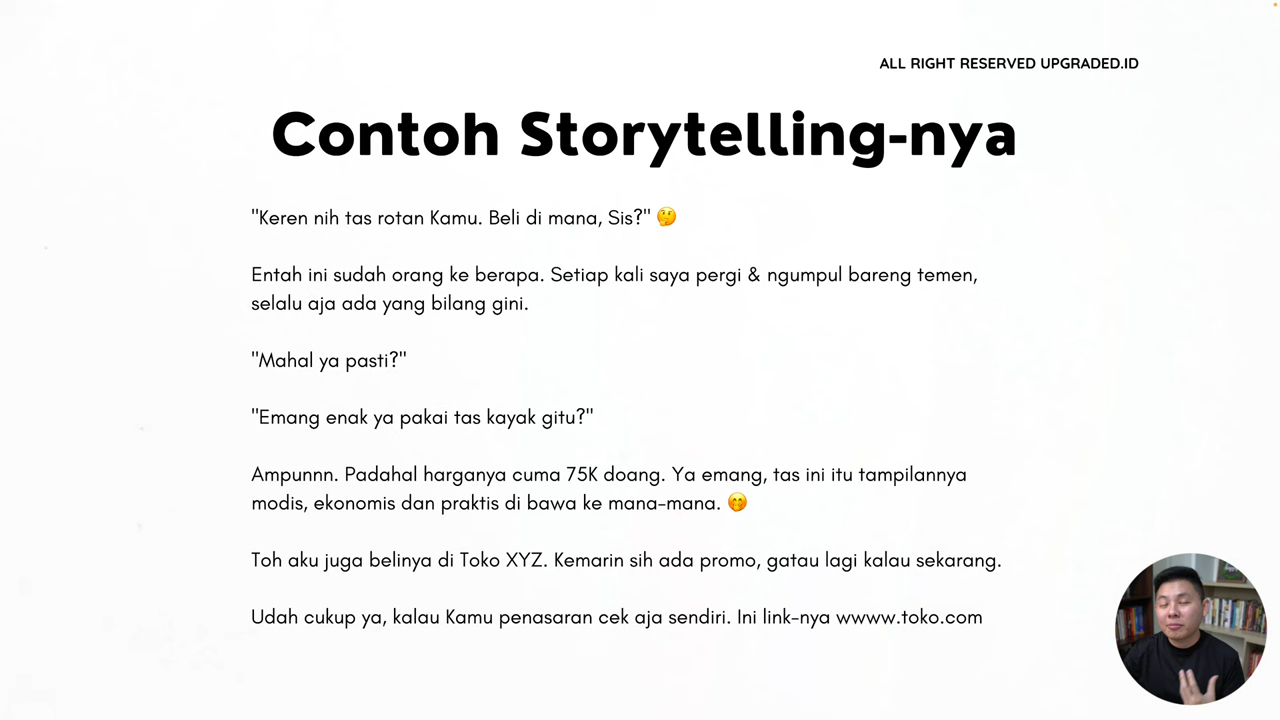 ALL RIGHT RESERVED UPGRADED.ID
Contoh Storytelling-nya
"Keren nih tas rotan Kamu. Beli di mana, Sis?" 🤔
Entah ini sudah orang ke berapa. Setiap kali saya pergi & ngumpul bareng temen,
selalu aja ada yang bilang gini.
"Mahal ya pasti?"
"Emang enak ya pakai tas kayak gitu?"
Ampunnn. Padahal harganya cuma 75K doang. Ya emang, tas ini itu tampilannya
modis, ekonomis dan praktis di bawa ke mana-mana. 🤭
Toh aku juga belinya di Toko XYZ. Kemarin sih ada promo, gatau lagi kalau sekarang.
Udah cukup ya, kalau Kamu penasaran cek aja sendiri. Ini link-nya wwww.toko.com